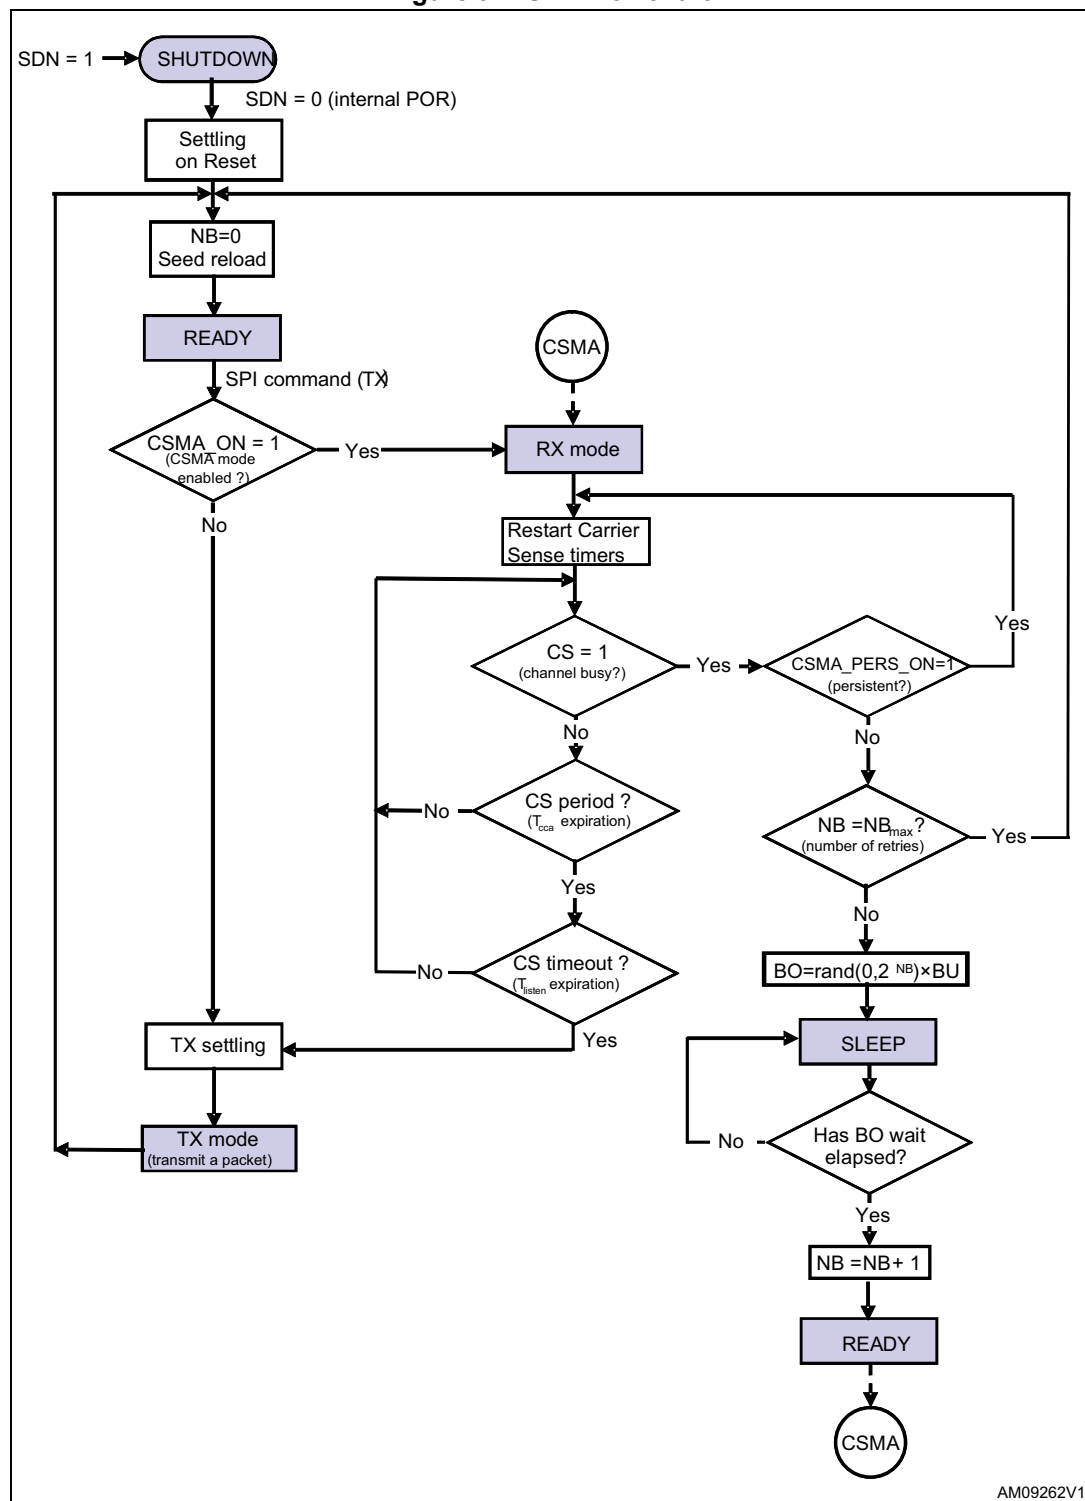 SDN = 1
SHUTDOWN
SDN = 0 (internal POR)
Settling
on Reset
NB=0
Seed reload
READY
SPI command (TX)
CSMA_ON = 1
(CSMA mode
enabled ?)
Yes
No
CSMA
RX mode
Restart Carrier
Sense timers
CS = 1
(channel busy?)
Yes
No
CSMA_PERS_ON=1
(persistent?)
Yes
No
CS period ?
(Tcca expiration)
No
Yes
NB =NBmax?
(number of retries)
Yes
No
CS timeout ?
(Tlisten expiration)
No
Yes
BO=rand(0,2 NB)×BU
TX settling
SLEEP
TX mode
(transmit a packet)
Has BO wait
elapsed?
No
Yes
NB =NB+ 1
READY
CSMA
AM09262V1